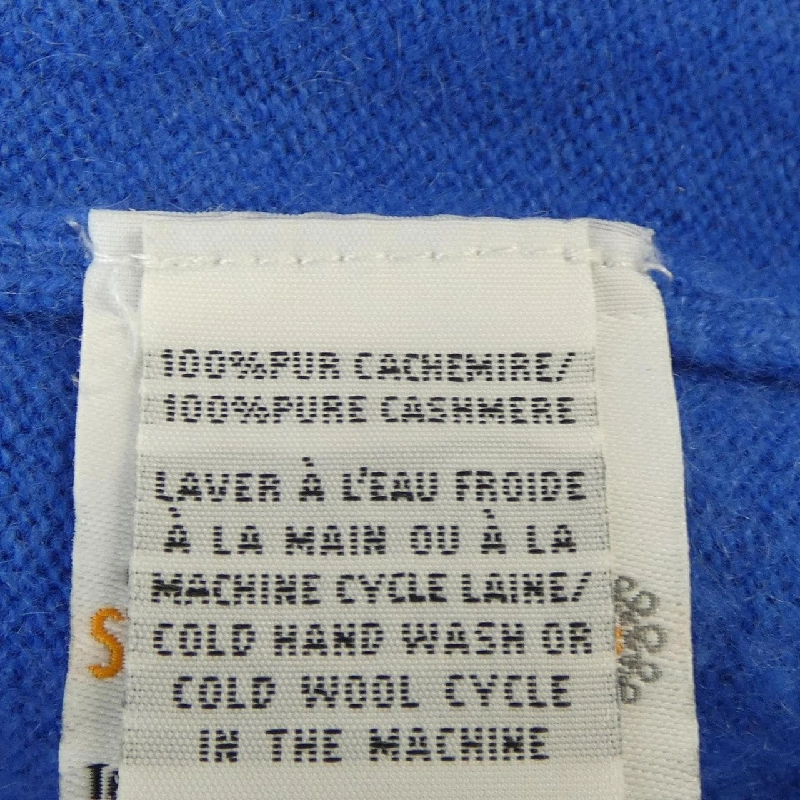 100%PUR CACHEMIRE/
100%PURE CASHMERE
LAVER À L'EAU FROIDE
À LA MAIN OU À LA
MACHINE CYCLE LAINE/
COLD HAND WASH OR
COLD WOOL CYCLE
IN THE MACHINE
S